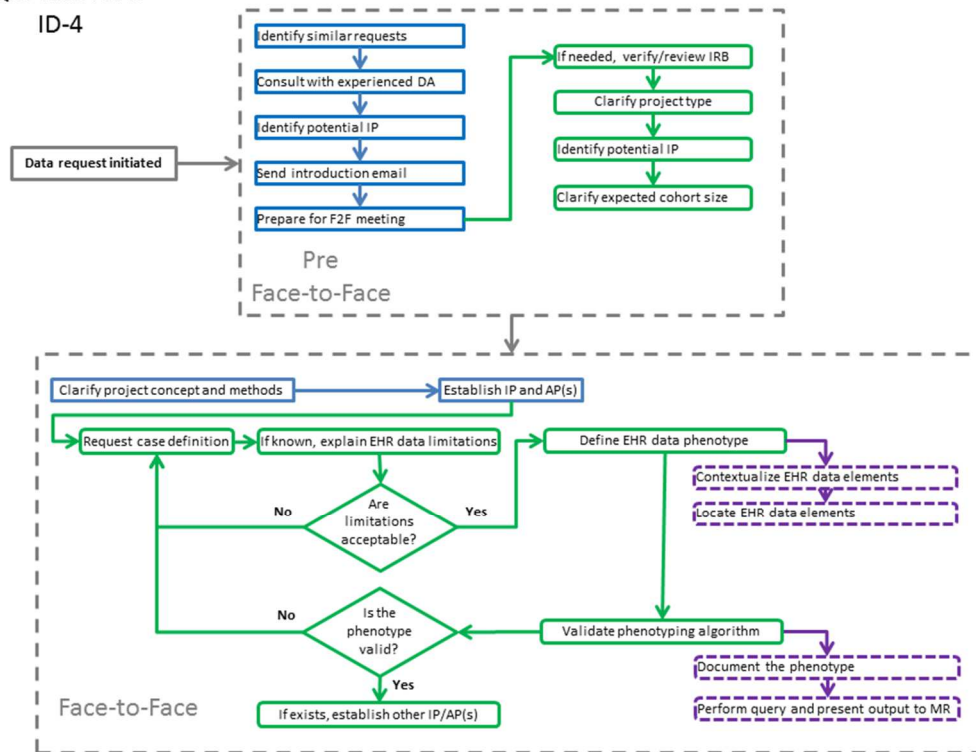 ID-4
Identify similar requests
Consult with experienced DA
Identify potential IP
Send introduction email
Prepare for F2F meeting
If needed, verify/review IRB
Clarify project type
Identify potential IP
Clarify expected cohort size
Data request initiated
Pre
Face-to-Face
Clarify project concept and methods
Establish IP and AP(s)
Request case definition
If known, explain EHR data limitations
Define EHR data phenotype
Contextualize EHR data elements
Locate EHR data elements
No
Are
limitations
acceptable?
Yes
No
Is the
phenotype
valid?
Yes
Validate phenotyping algorithm
Document the phenotype
Perform query and present output to MR
If exists, establish other IP/AP(s)
Face-to-Face